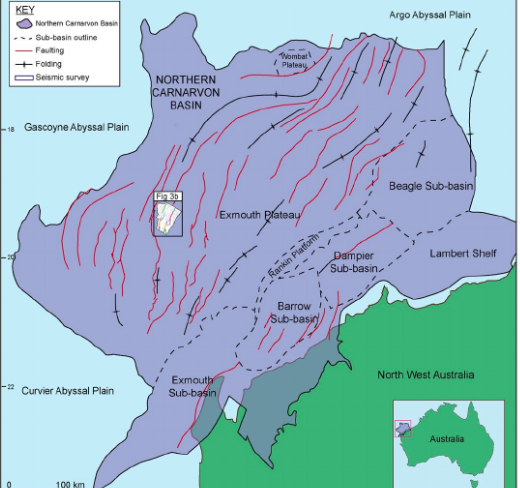 KEY
Northern Carnarvon Basin
Sub-basin outline
Faulting
Folding
Seismic survey
Argo Abyssal Plain
Wombat
Plateau
NORTHERN
CARNARVON
BASIN
18
Gascoyne Abyssal Plain
Beagle Sub-basin
Fig 3b
Exmouth Plateau
20
Rankin Platform
Dampier
Sub-basin
Lambert Shelf
Barrow
Sub-basin
North West Australia
22
Curvier Abyssal Plain
Exmouth
Sub-basin
Australia
0 100 km